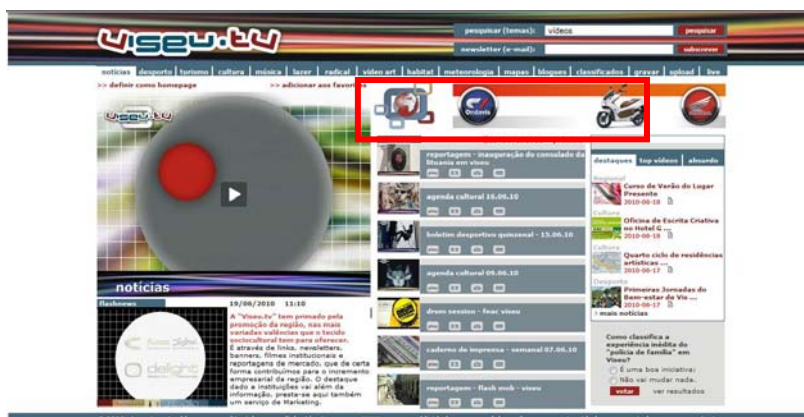 viseu.tv
pesquisar (temas):
videos
pesquisar
newsletter (e-mail):
subscrever
notícias desporto turismo cultura música lazer radical video art habitat meteorologia mapas blogues classificados gravar upload live
>> definir como homepage
>> adicionar aos favoritos
viseu.tv
notícias
flashnews
19/06/2010 11:10
A "Viseu.tv" tem primado pela
promoção da região, nas mais
variadas valências que o tecido
sociocultural tem para oferecer.
É através de links, newsletters,
banners, filmes institucionais e
reportagens de mercado, que de certa
forma contribuímos para o incremento
empresarial da região. O destaque
dado a instituições vai além da
informação, presta-se aqui também
um serviço de Marketing.
delight
Ondavis
reportagem - inauguração do consulado da
lituania em viseu
agenda cultural 16.06.10
boletim desportivo quinzenal - 15.06.10
agenda cultural 09.06.10
drum session - fnac viseu
caderno de imprensa - semanal 07.06.10
reportagem - flash mob - viseu
destaques top videos absurdo
Regional
Curso de Verão do Lugar
Presente
2010-06-18
Cultura
Oficina de Escrita Criativa
no Hotel G ...
2010-06-18
Cultura
Quarto ciclo de residências
artísticas ...
2010-06-17
Desporto
Primeiras Jornadas do
Bem-estar do Vis ...
2010-06-17
> mais notícias
Como classifica a
experiência inédita do
"polícia de família" em
Viseu?
É uma boa iniciativa;
Não vai mudar nada.
votar
ver resultados